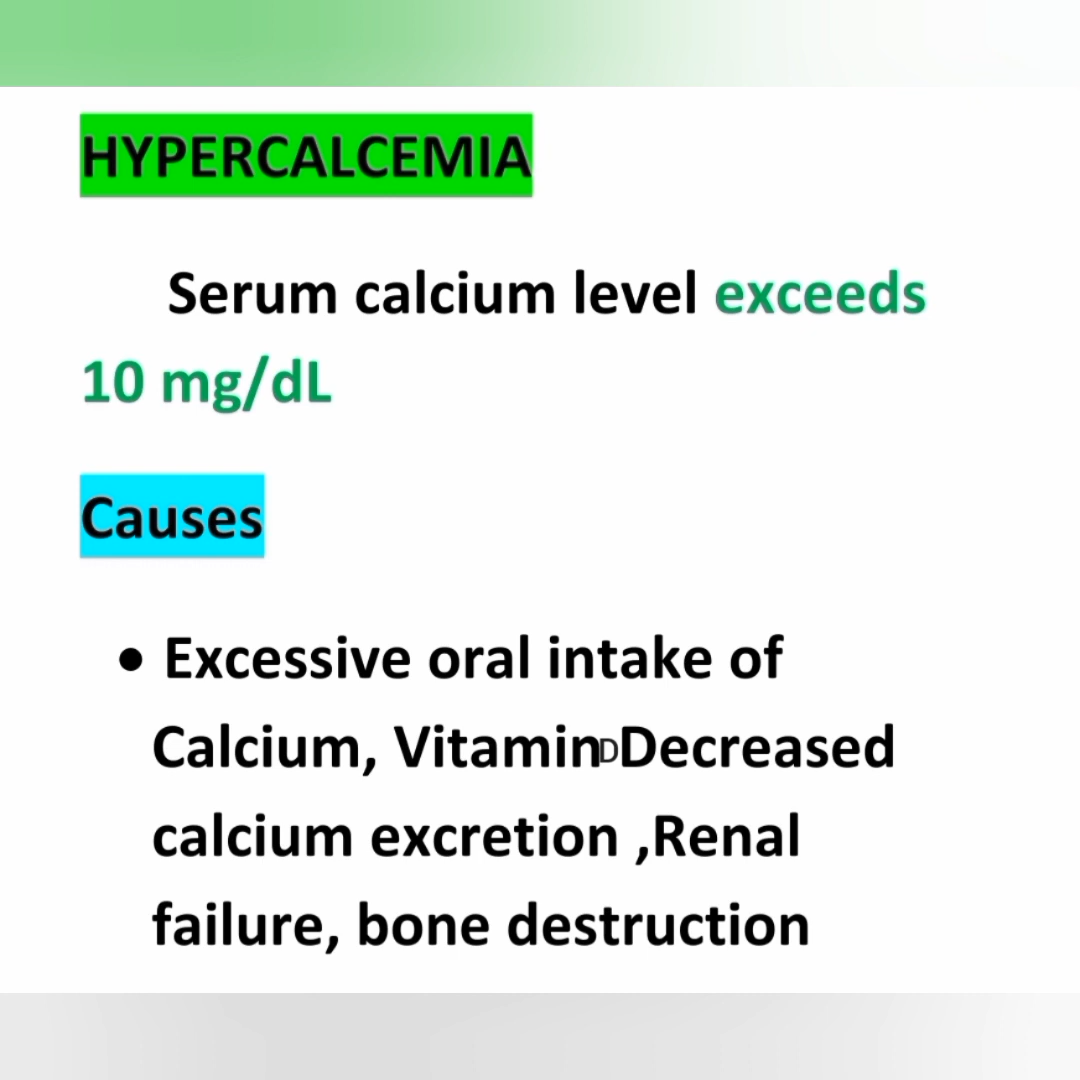 HYPERCALCEMIA
Serum calcium level exceeds
10 mg/dL
Causes
• Excessive oral intake of
Calcium, VitaminDDecreased
calcium excretion ,Renal
failure, bone destruction